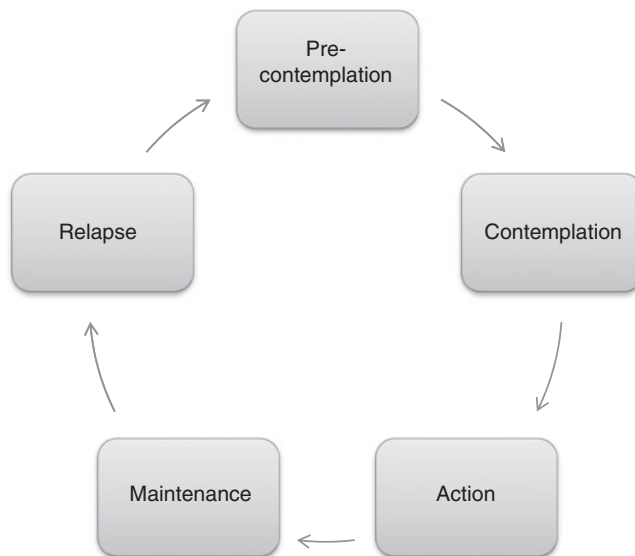 Pre-
contemplation
Contemplation
Action
Maintenance
Relapse